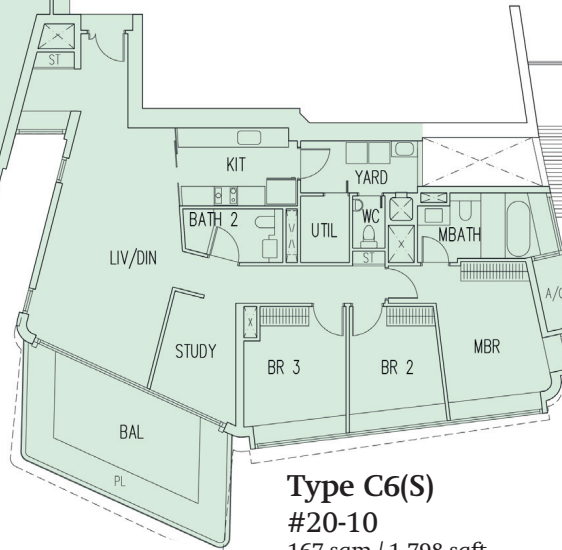 ST
KIT
YARD
BATH 2
UTIL
WC
MBATH
LIV/DIN
ST
A/C
STUDY
BR 3
BR 2
MBR
BAL
PL
Type C6(S)
#20-10
167 sqm / 1,798 sqft